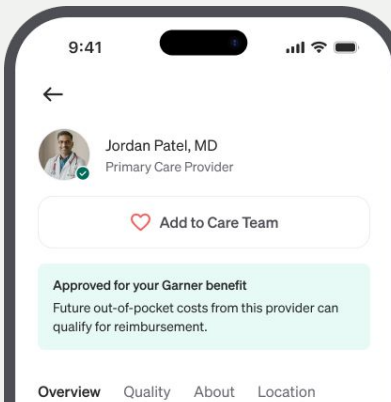 9:41
Jordan Patel, MD
Primary Care Provider
Add to Care Team
Approved for your Garner benefit
Future out-of-pocket costs from this provider can
qualify for reimbursement.
Overview Quality About Location